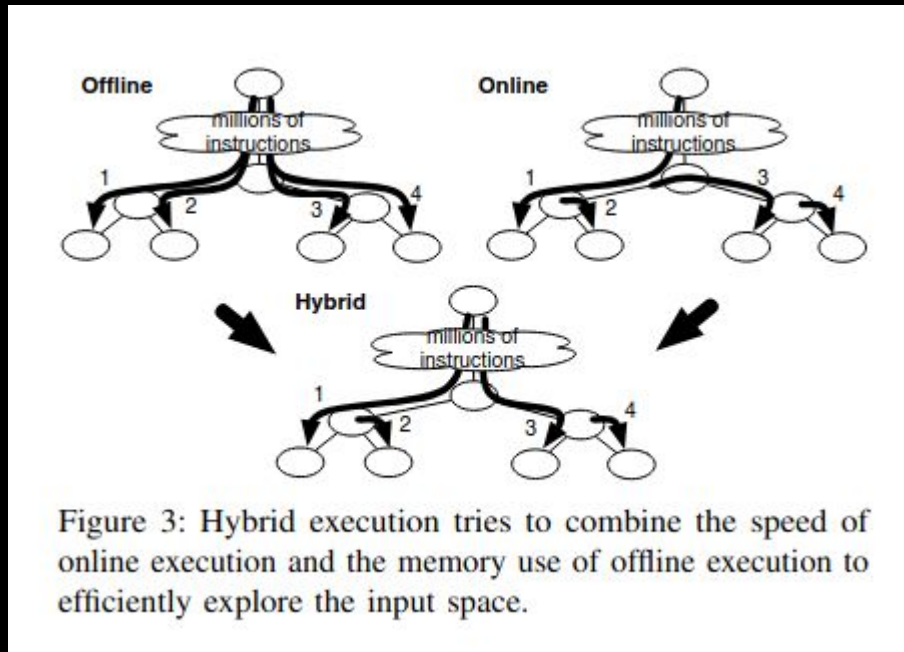 Offline
millions of
instructions
1
2
3
4
Online
millions of
instructions
1
2
3
4
Hybrid
millions of
instructions
1
2
3
4
Figure 3: Hybrid execution tries to combine the speed of
online execution and the memory use of offline execution to
efficiently explore the input space.